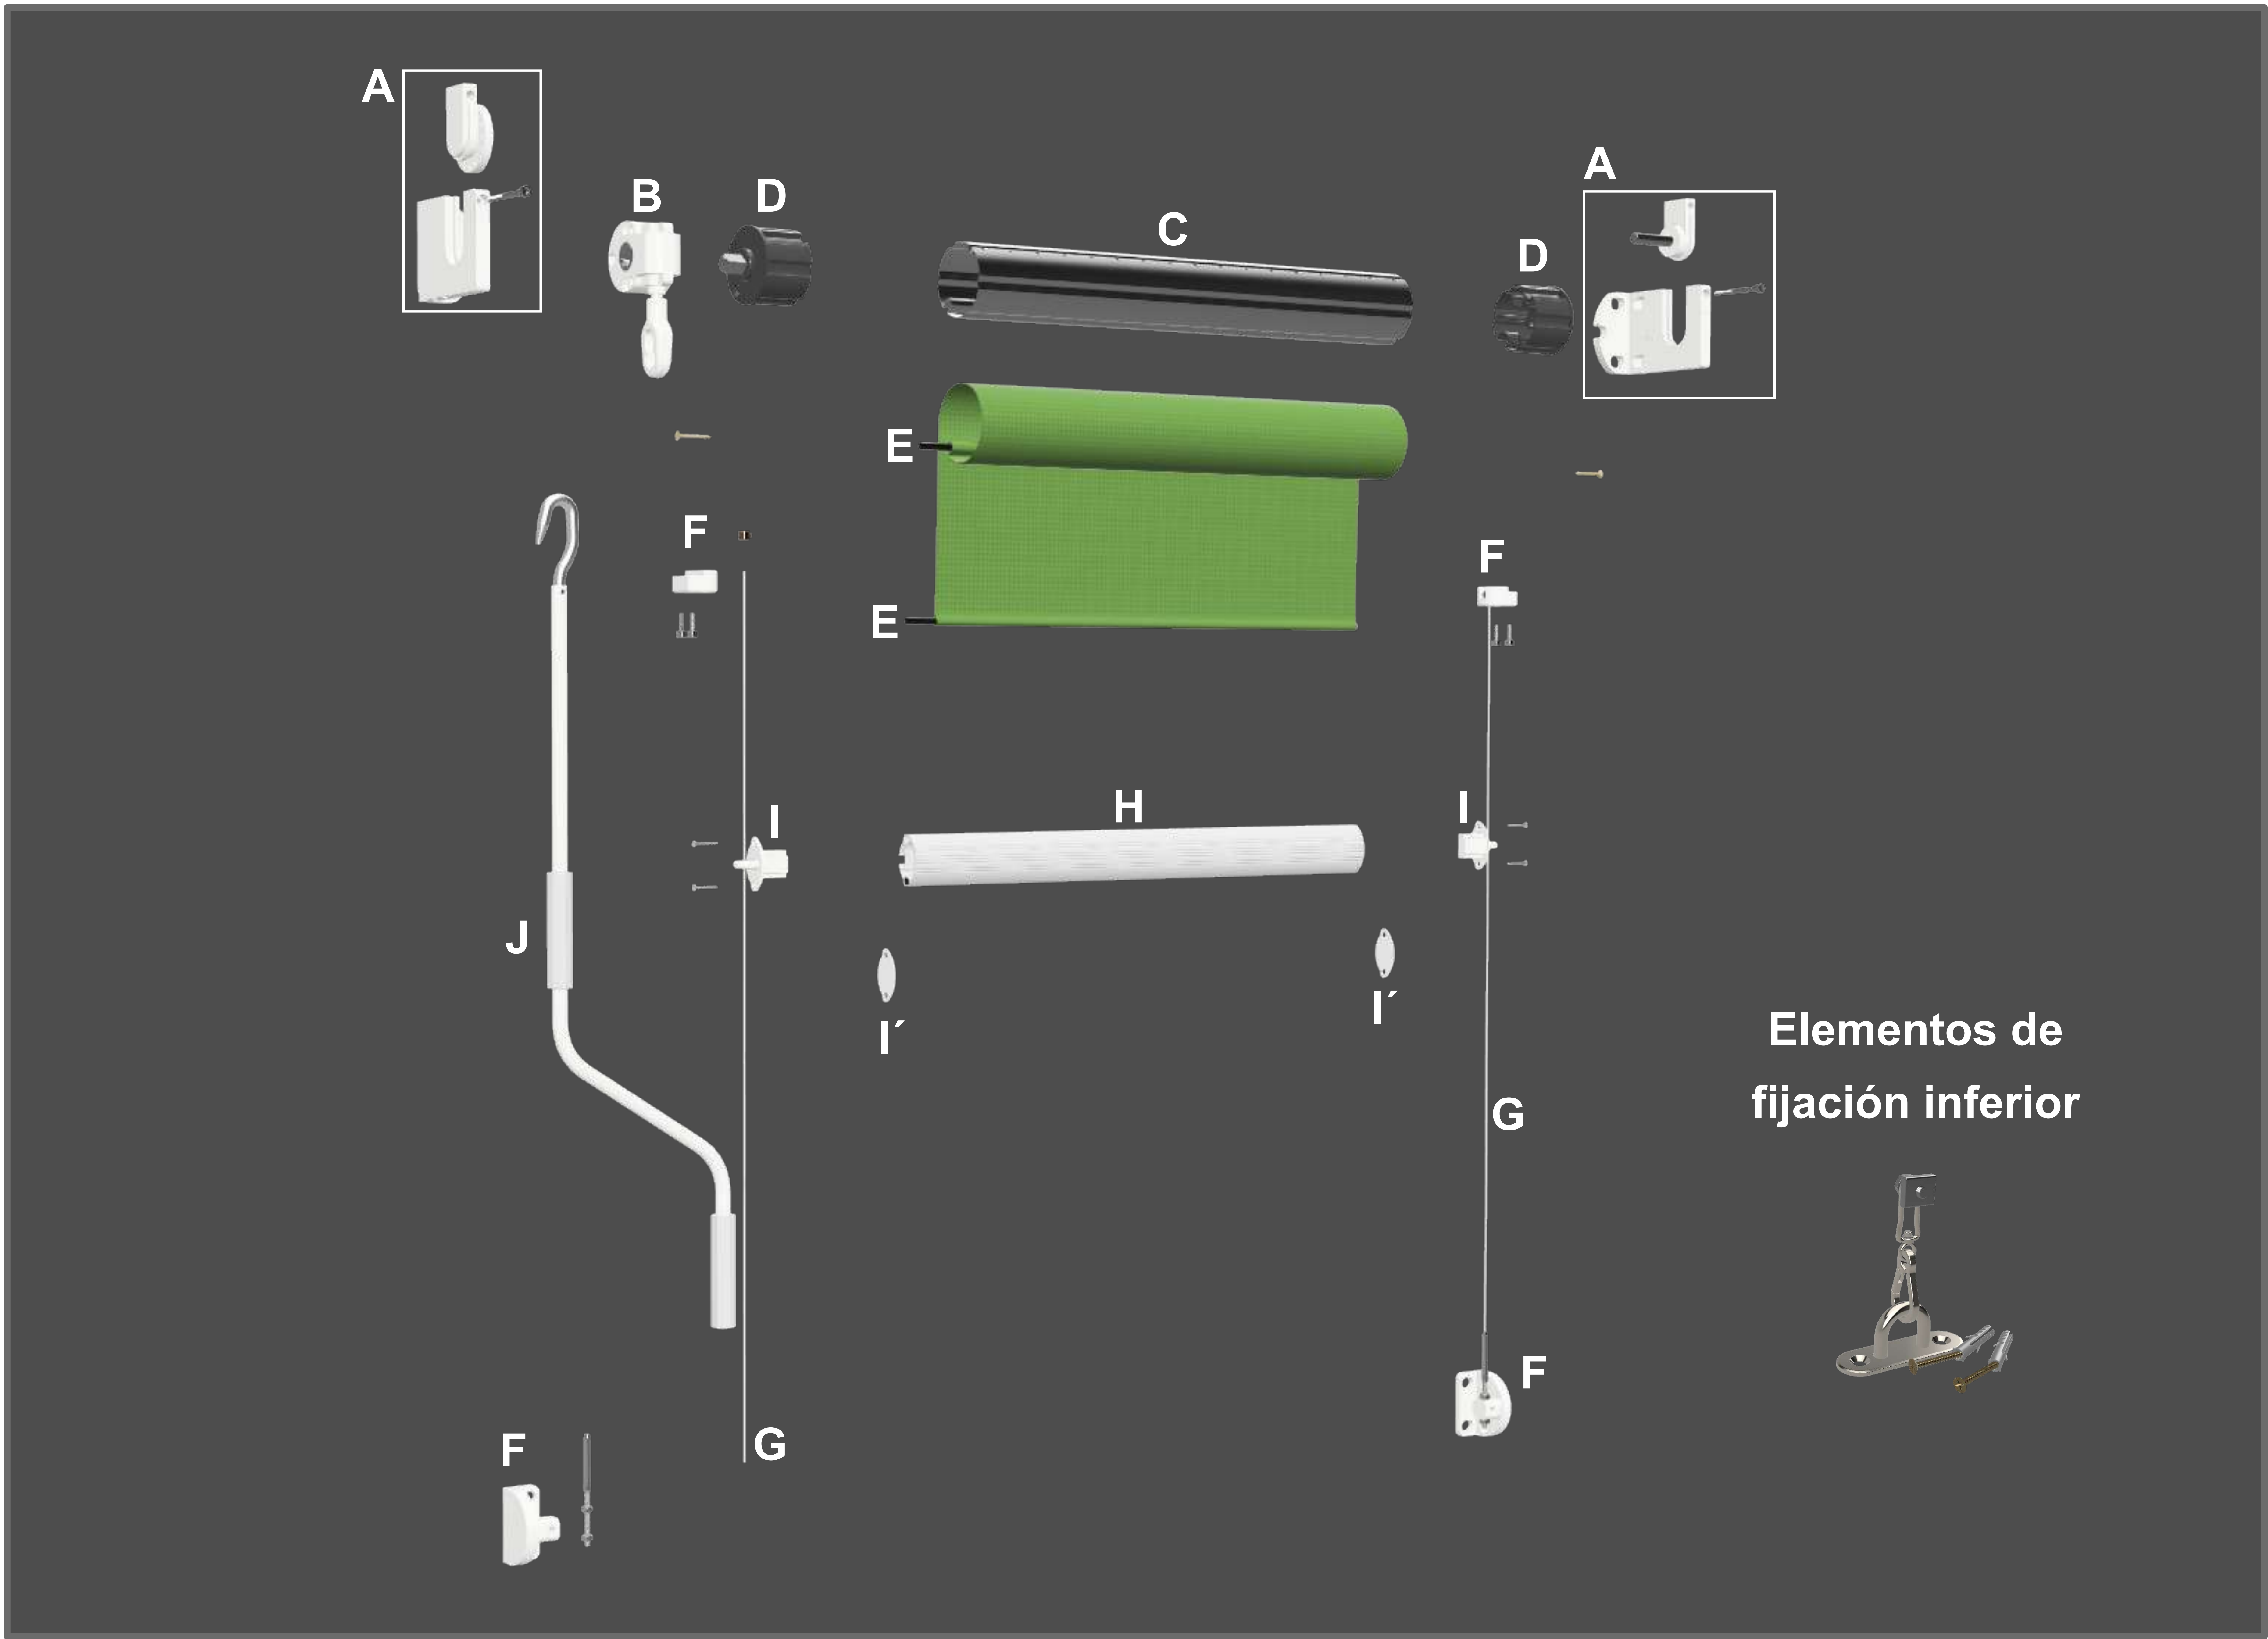 A
A
B
D
C
D
E
F
F
E
H
I
I
J
I´
I´
Elementos de
fijación inferior
G
F
G
F